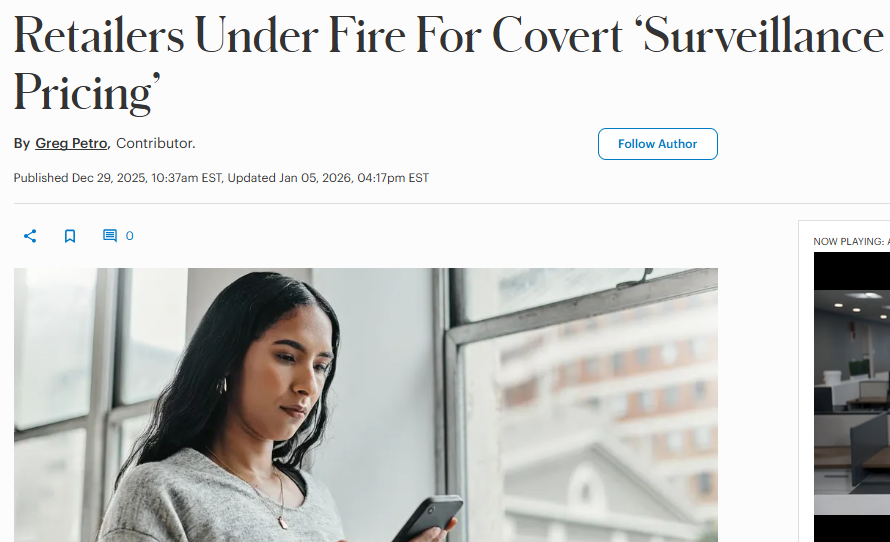 Retailers Under Fire For Covert ‘Surveillance
Pricing’
By Greg Petro, Contributor.
Follow Author
Published Dec 29, 2025, 10:37am EST, Updated Jan 05, 2026, 04:17pm EST
0
NOW PLAYING: